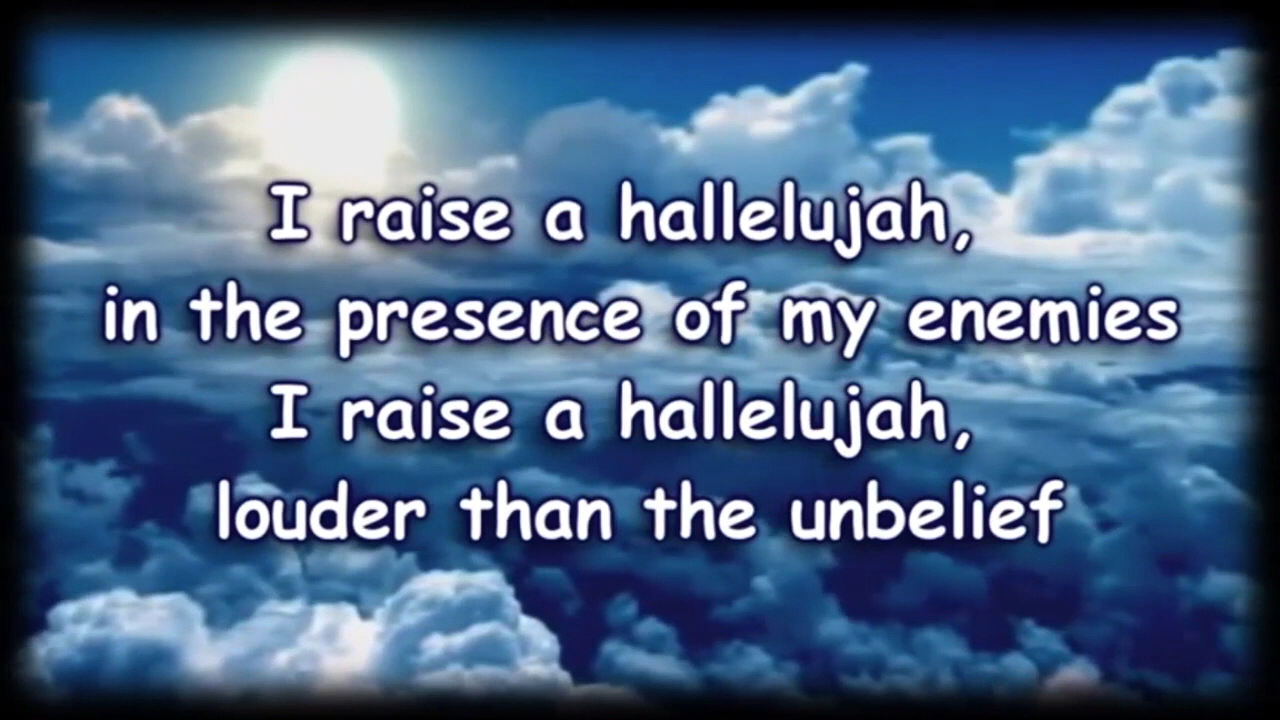 I raise a hallelujah,
in the presence of my enemies
I raise a hallelujah,
louder than the unbelief